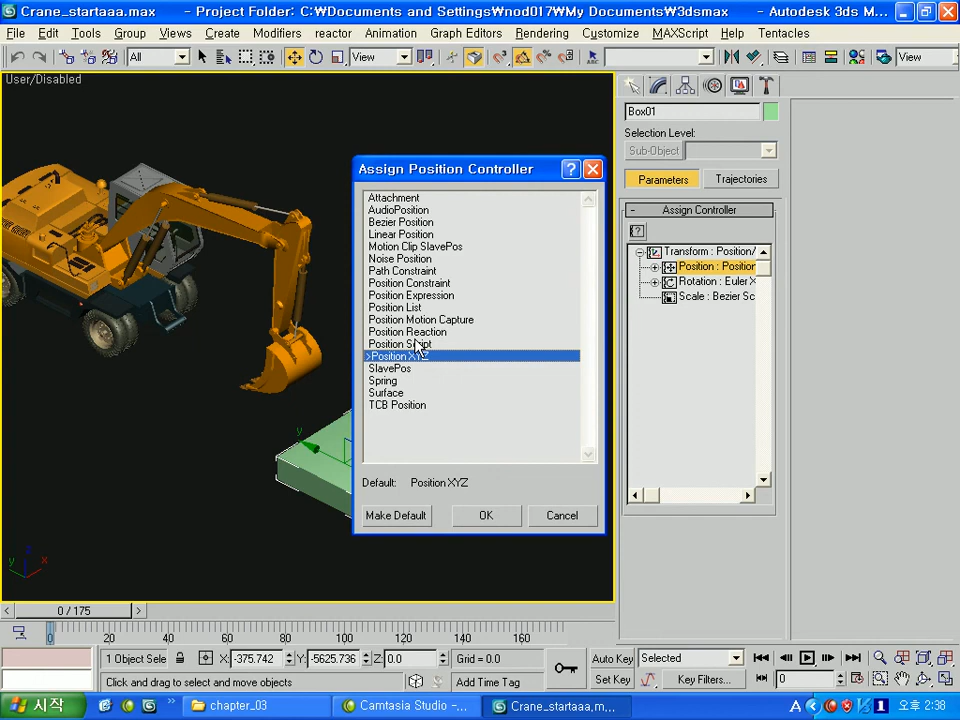 Crane_startaaa.max - Project Folder: C:₩Documents and Settings₩nod017₩My Documents₩3dsmax - Autodesk 3ds M...
File Edit Tools Group Views Create Modifiers reactor Animation Graph Editors Rendering Customize MAXScript Help Tentacles
All View View
User/Disabled
Box01
Selection Level:
Sub-Object
Parameters Trajectories
- Assign Controller
Transform : Position/
Position : Position
Rotation : Euler X
Scale : Bezier Sc
Assign Position Controller
Attachment
AudioPosition
Bezier Position
Linear Position
Motion Clip SlavePos
Noise Position
Path Constraint
Position Constraint
Position Expression
Position List
Position Motion Capture
Position Reaction
Position Script
>Position XYZ
SlavePos
Spring
Surface
TCB Position
Default: Position XYZ
Make Default OK Cancel
y
z
y x
< 0 / 175 >
0 20 40 60 80 100 120 140 160
1 Object Sele X: -375.742 Y: -5625.736 Z: 0.0 Grid = 0.0 Auto Key Selected
Click and drag to select and move objects Add Time Tag Set Key Key Filters... 0
시작 chapter_03 Camtasia Studio - ... Crane_startaaa.m,... A 오후 2:38